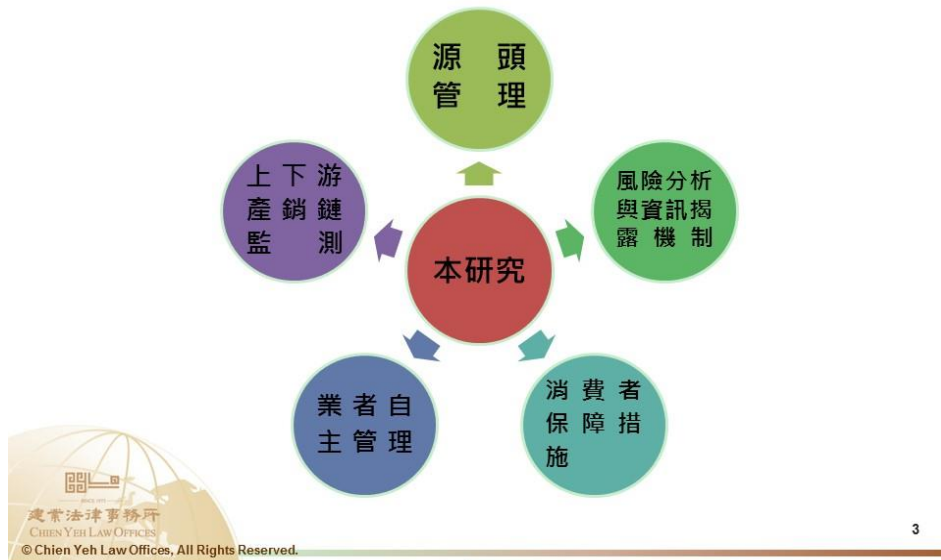 源頭
管理
上下游
產銷鏈
監測
風險分析
與資訊揭
露機制
本研究
業者自
主管理
消費者
保障措
施
建業法律事務所
CHIEN YEH LAW OFFICES
© Chien Yeh Law Offices, All Rights Reserved.
3